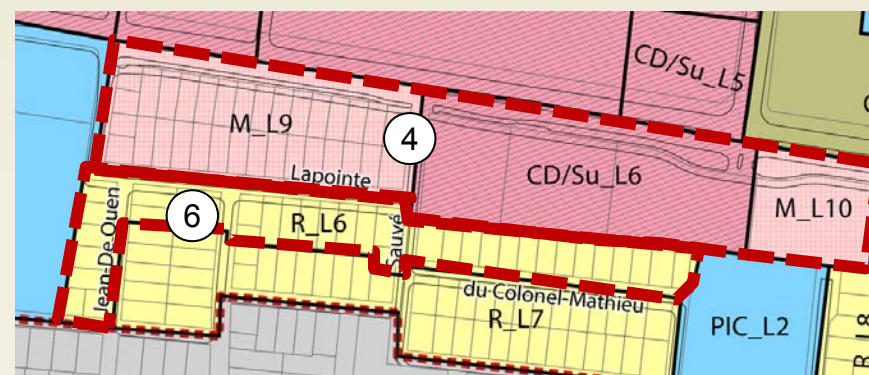 CD/Su_L5
M_L9
4
CD/Su_L6
Lapointe
M_L10
Jean-De Quen
6
R_L6
Sauvé
du Colonel-Mathieu
R_L7
PIC_L2